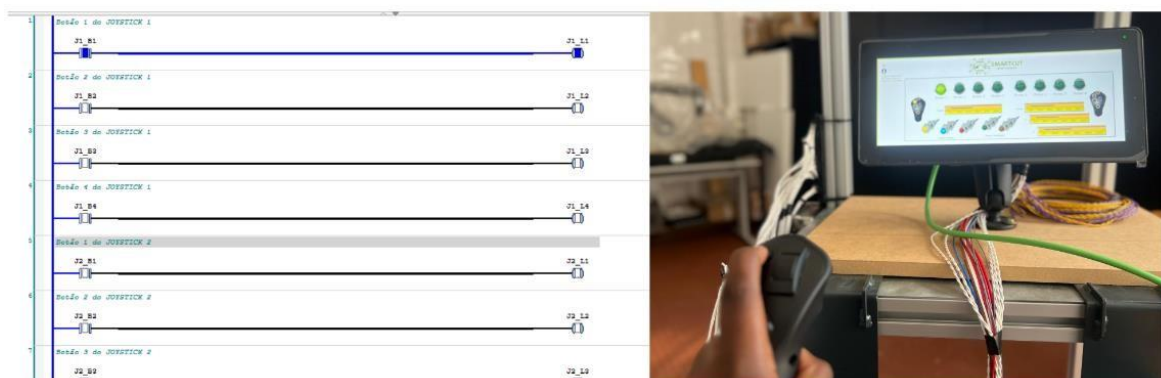 1
Botão 1 do JOYSTICK 1
J1_B1 J1_L1
2
Botão 2 do JOYSTICK 1
J1_B2 J1_L2
3
Botão 3 do JOYSTICK 1
J1_B3 J1_L3
4
Botão 4 do JOYSTICK 1
J1_B4 J1_L4
5
Botão 1 do JOYSTICK 2
J2_B1 J2_L1
6
Botão 2 do JOYSTICK 2
J2_B2 J2_L2
7
Botão 3 do JOYSTICK 2
J2_B3 J2_L3
SMARTCUT